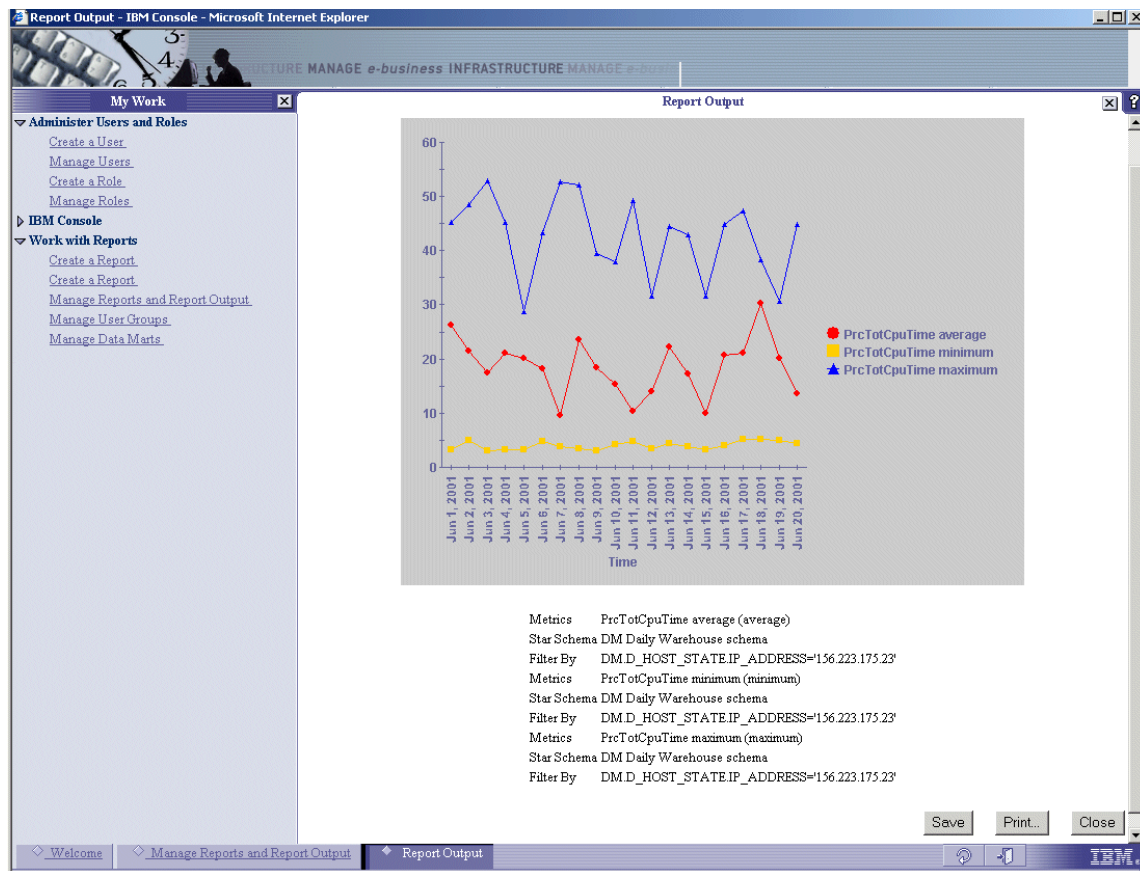 Report Output - IBM Console - Microsoft Internet Explorer
3
4
5
6
MANAGE e-business INFRASTRUCTURE MANAGE
My Work
Report Output
?
Administer Users and Roles
Create a User
Manage Users
Create a Role
Manage Roles
IBM Console
Work with Reports
Create a Report
Create a Report
Manage Reports and Report Output
Manage User Groups
Manage Data Marts
60
50
40
30
20
10
0
PrcTotCpuTime average
PrcTotCpuTime minimum
PrcTotCpuTime maximum
Jun 1, 2001
Jun 2, 2001
Jun 3, 2001
Jun 4, 2001
Jun 5, 2001
Jun 6, 2001
Jun 7, 2001
Jun 8, 2001
Jun 9, 2001
Jun 10, 2001
Jun 11, 2001
Jun 12, 2001
Jun 13, 2001
Jun 14, 2001
Jun 15, 2001
Jun 16, 2001
Jun 17, 2001
Jun 18, 2001
Jun 19, 2001
Jun 20, 2001
Time
Metrics PrcTotCpuTime average (average)
Star Schema DM Daily Warehouse schema
Filter By DM.D_HOST_STATE.IP_ADDRESS='156.223.175.23'
Metrics PrcTotCpuTime minimum (minimum)
Star Schema DM Daily Warehouse schema
Filter By DM.D_HOST_STATE.IP_ADDRESS='156.223.175.23'
Metrics PrcTotCpuTime maximum (maximum)
Star Schema DM Daily Warehouse schema
Filter By DM.D_HOST_STATE.IP_ADDRESS='156.223.175.23'
Save Print... Close
Welcome Manage Reports and Report Output Report Output IBM.